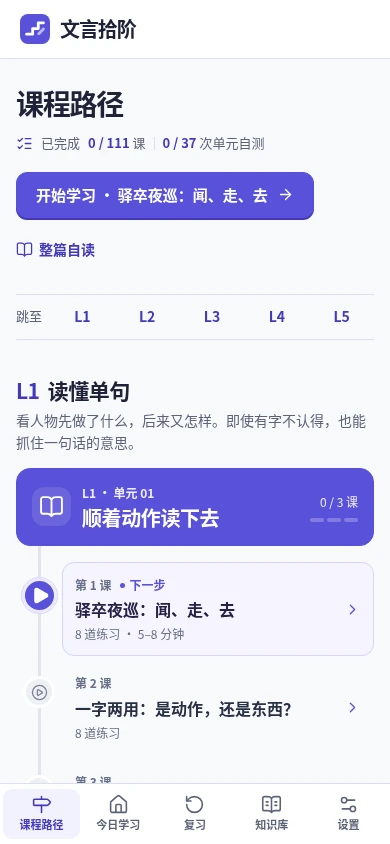 文言拾阶
课程路径
已完成 0 / 111 课 0 / 37 次单元自测
开始学习 · 驿卒夜巡：闻、走、去
整篇自读
跳至 L1 L2 L3 L4 L5
L1 读懂单句
看人物先做了什么，后来又怎样。即使有字不认得，也能
抓住一句话的意思。
L1 · 单元 01
顺着动作读下去
0 / 3 课
第 1 课 • 下一步
驿卒夜巡：闻、走、去
8 道练习 · 5–8 分钟
第 2 课
一字两用：是动作，还是东西？
8 道练习
第 3 课
课程路径 今日学习 复习 知识库 设置